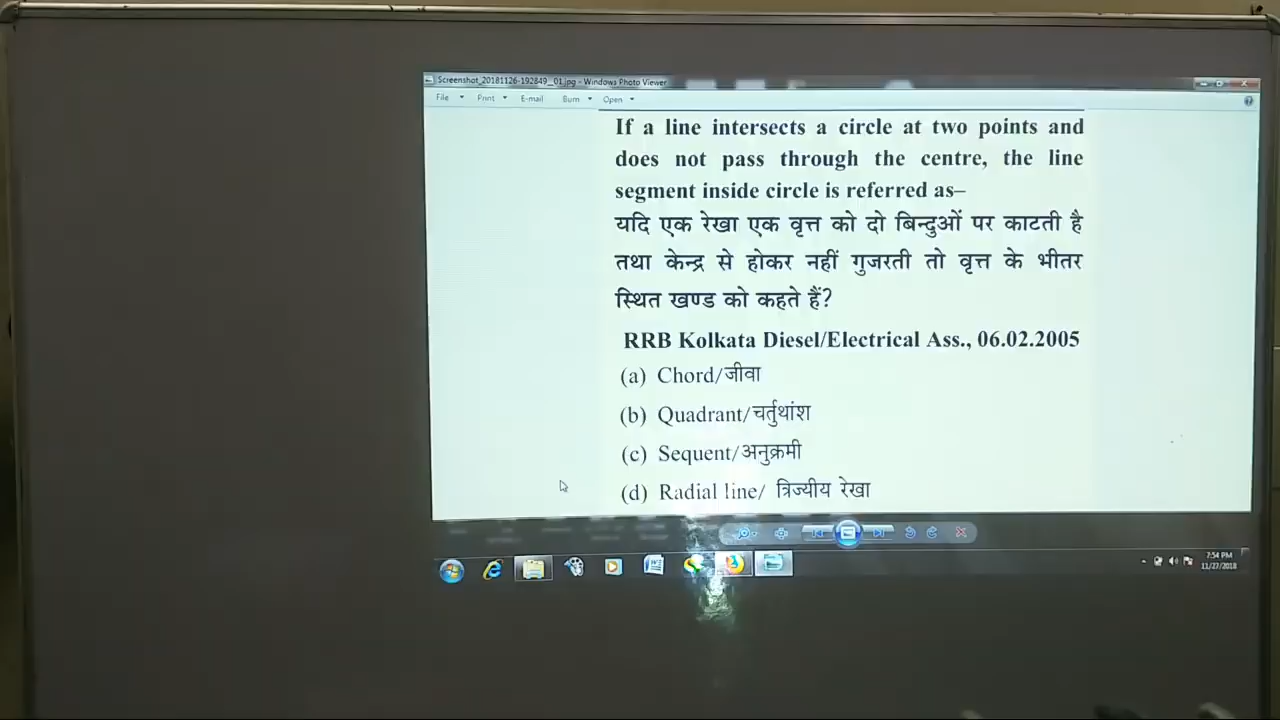 Screenshot_20181126-192849__01.jpg - Windows Photo Viewer
File Print E-mail Burn Open
If a line intersects a circle at two points and
does not pass through the centre, the line
segment inside circle is referred as–
यदि एक रेखा एक वृत्त को दो बिन्दुओं पर काटती है
तथा केन्द्र से होकर नहीं गुजरती तो वृत्त के भीतर
स्थित खण्ड को कहते हैं?
RRB Kolkata Diesel/Electrical Ass., 06.02.2005
(a) Chord/जीवा
(b) Quadrant/चर्तुथांश
(c) Sequent/अनुक्रमी
(d) Radial line/ त्रिज्यीय रेखा
7:54 PM
11/27/2018